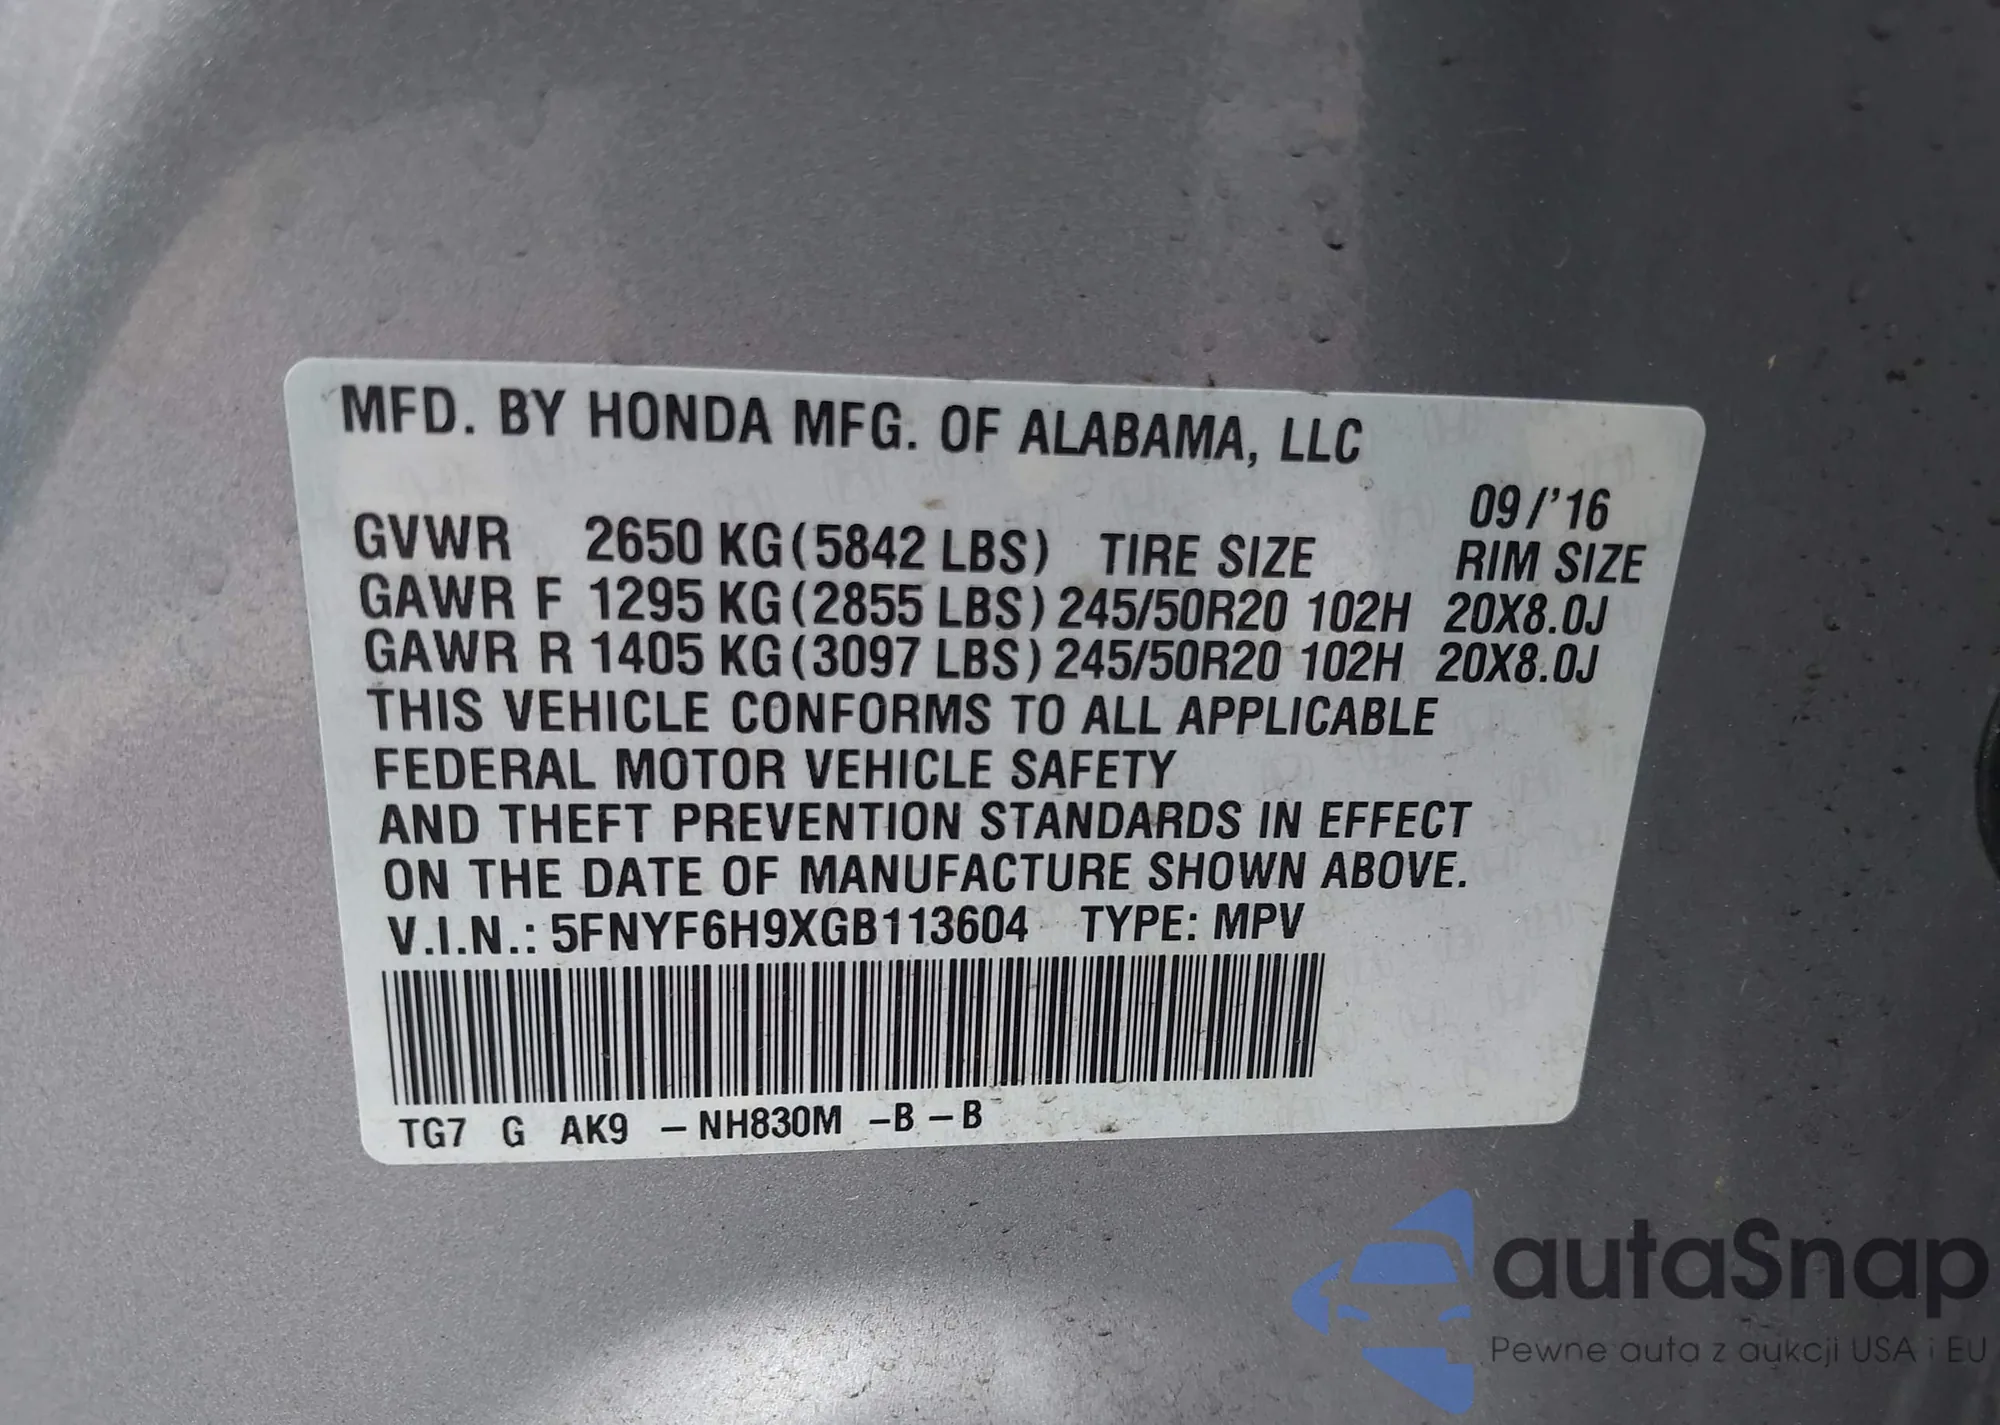 MFD. BY HONDA MFG. OF ALABAMA, LLC
09/'16
GVWR 2650 KG (5842 LBS) TIRE SIZE RIM SIZE
GAWR F 1295 KG (2855 LBS) 245/50R20 102H 20X8.0J
GAWR R 1405 KG (3097 LBS) 245/50R20 102H 20X8.0J
THIS VEHICLE CONFORMS TO ALL APPLICABLE
FEDERAL MOTOR VEHICLE SAFETY
AND THEFT PREVENTION STANDARDS IN EFFECT
ON THE DATE OF MANUFACTURE SHOWN ABOVE.
V.I.N.: 5FNYF6H9XGB113604 TYPE: MPV
TG7 G AK9 – NH830M –B – B
autaSnap
Pewne auta z aukcji USA i EU